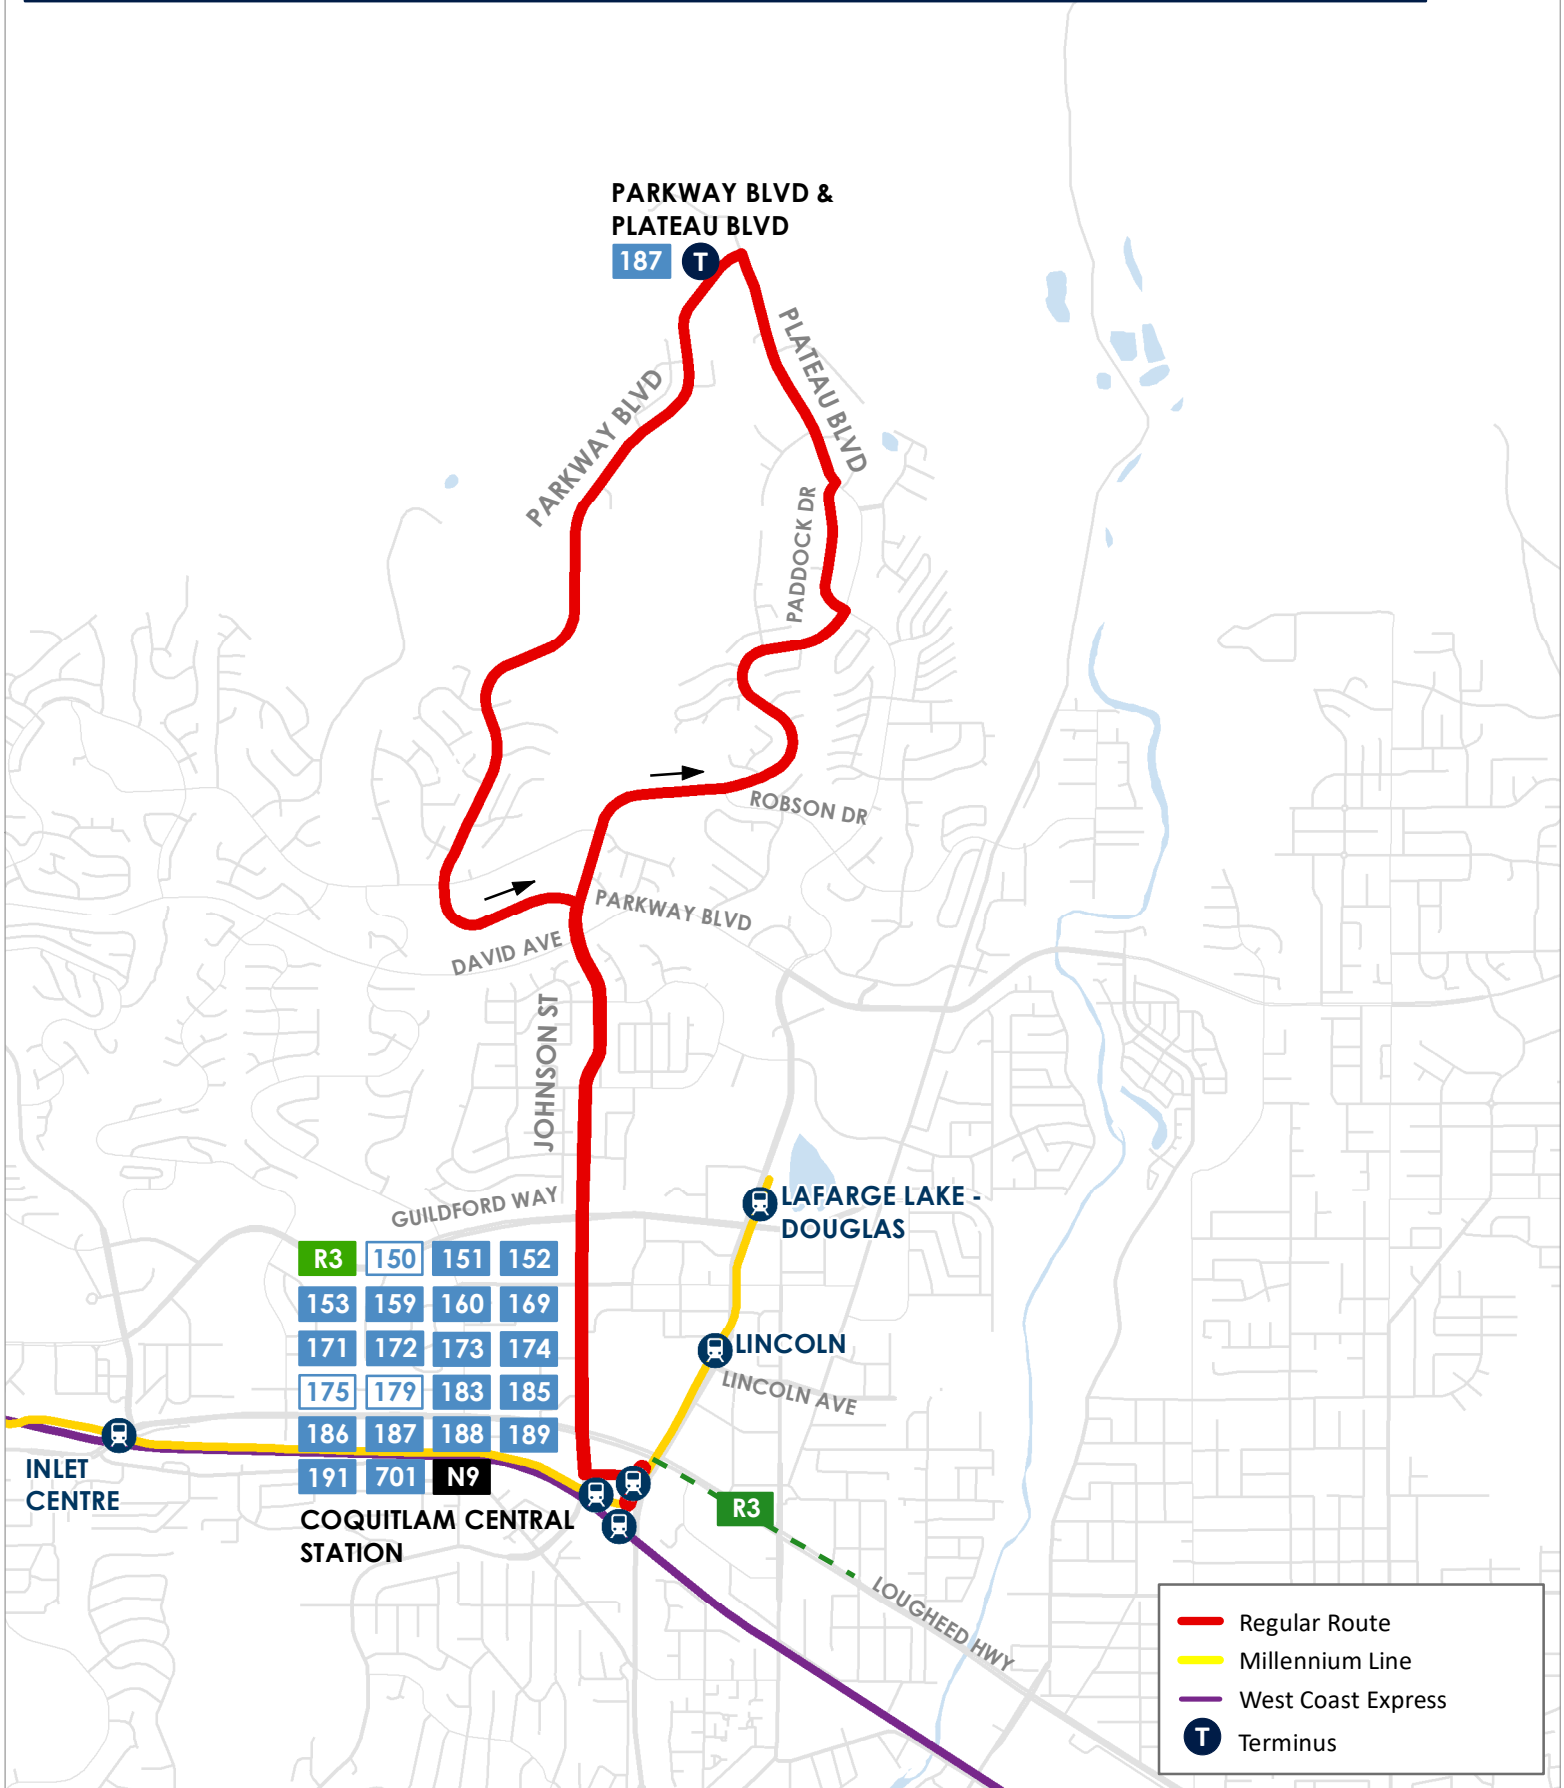 PARKWAY BLVD &
PLATEAU BLVD
187 T
PLATEAU BLVD
PARKWAY BLVD
PADDOCK DR
ROBSON DR
PARKWAY BLVD
DAVID AVE
JOHNSON ST
GUILDFORD WAY
LAFARGE LAKE -
DOUGLAS
R3 150 151 152
153 159 160 169
171 172 173 174
175 179 183 185
186 187 188 189
191 701 N9
COQUITLAM CENTRAL
STATION
LINCOLN
LINCOLN AVE
INLET
CENTRE
R3
LOUGHEED HWY
Regular Route
Millennium Line
West Coast Express
T Terminus